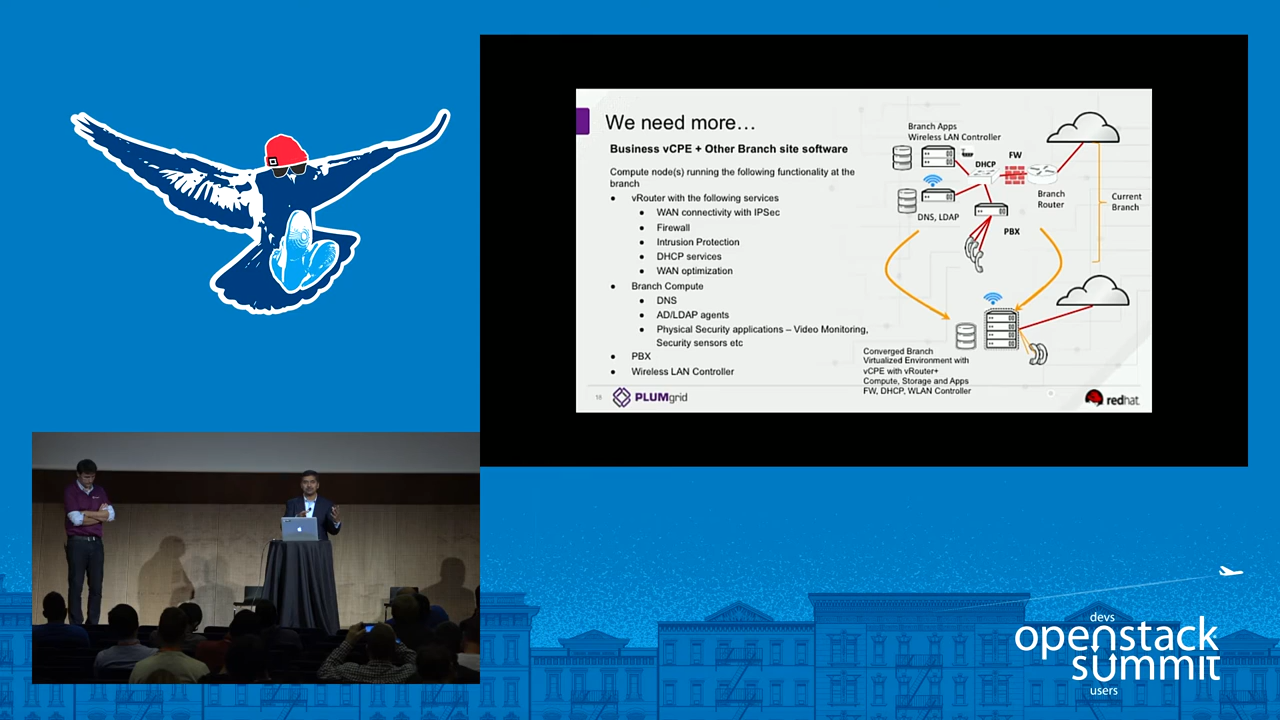 We need more…
Business vCPE + Other Branch site software
Compute node(s) running the following functionality at the
branch
• vRouter with the following services
• WAN connectivity with IPSec
• Firewall
• Intrusion Protection
• DHCP services
• WAN optimization
• Branch Compute
• DNS
• AD/LDAP agents
• Physical Security applications – Video Monitoring,
Security sensors etc
• PBX
• Wireless LAN Controller
Branch Apps
Wireless LAN Controller
DHCP
FW
Branch
Router
Current
Branch
DNS, LDAP
PBX
Converged Branch
Virtualized Environment with
vCPE with vRouter+
Compute, Storage and Apps
FW, DHCP, WLAN Controller
18
PLUMgrid
redhat
devs
openstack
summit
users